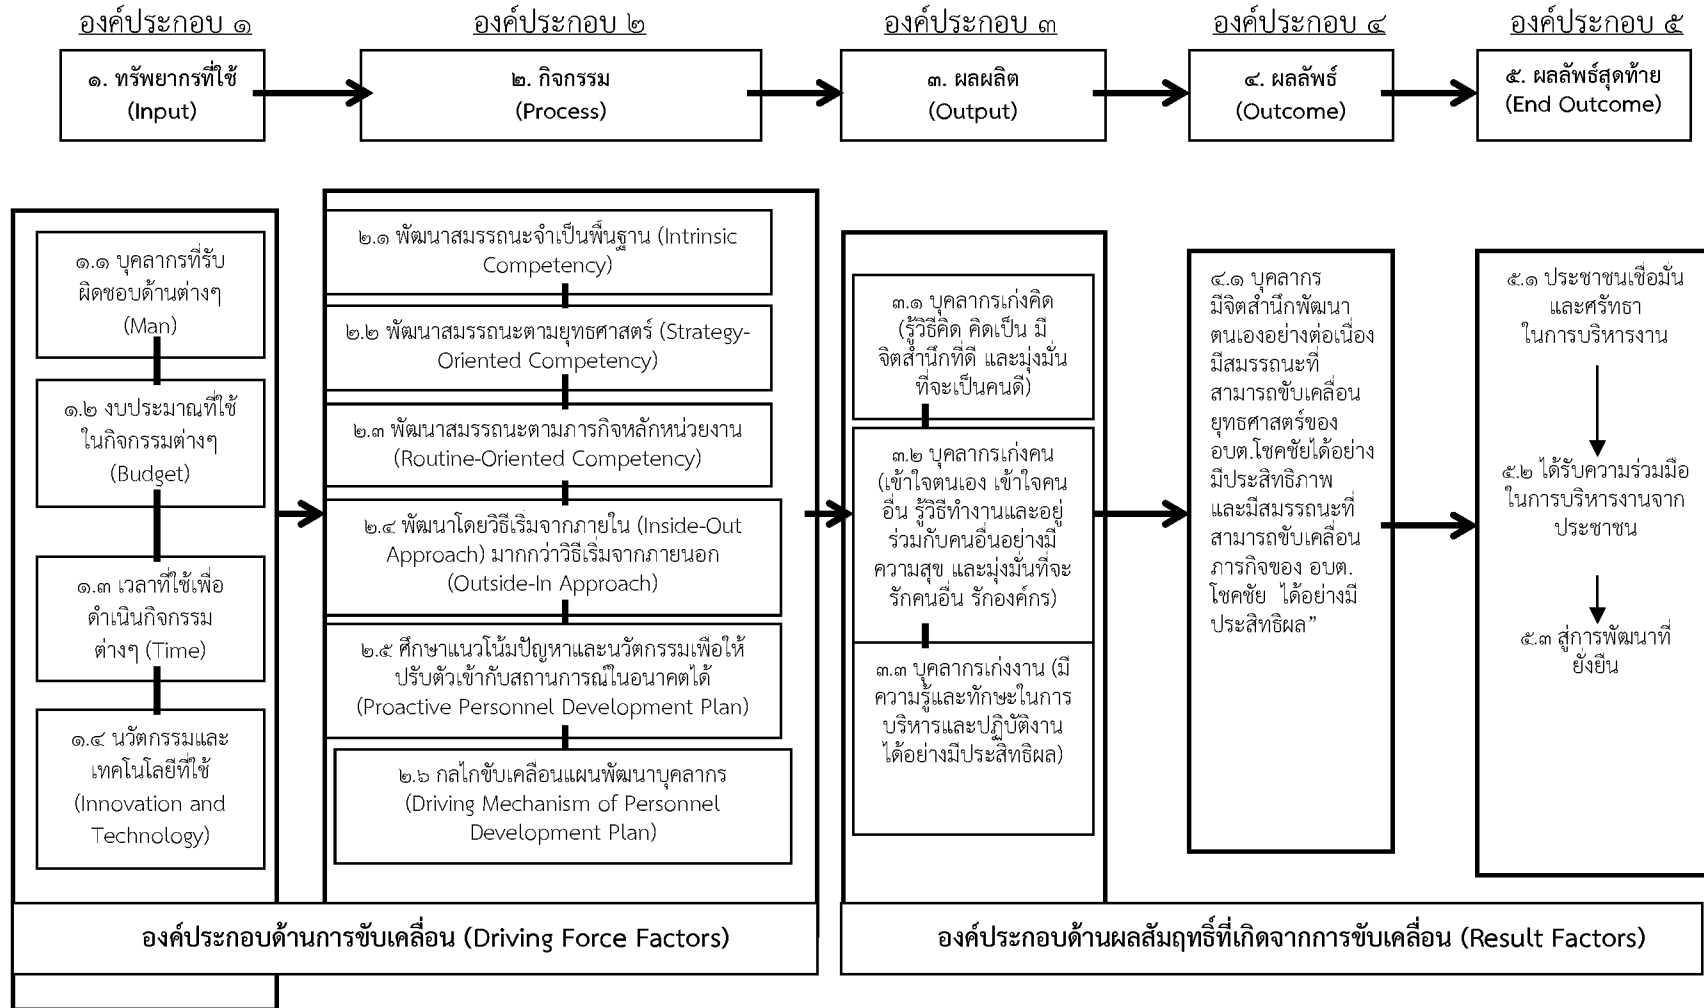 องค์ประกอบ ๑
องค์ประกอบ ๒
องค์ประกอบ ๓
องค์ประกอบ ๔
องค์ประกอบ ๕
๑. ทรัพยากรที่ใช้
(Input)
๒. กิจกรรม
(Process)
๓. ผลผลิต
(Output)
๔. ผลลัพธ์
(Outcome)
๕. ผลลัพธ์สุดท้าย
(End Outcome)
๑.๑ บุคลากรที่รับ
ผิดชอบด้านต่างๆ
(Man)
๑.๒ งบประมาณที่ใช้
ในกิจกรรมต่างๆ
(Budget)
๑.๓ เวลาที่ใช้เพื่อ
ดำเนินกิจกรรม
ต่างๆ (Time)
๑.๔ นวัตกรรมและ
เทคโนโลยีที่ใช้
(Innovation and
Technology)
๒.๑ พัฒนาสมรรถนะจำเป็นพื้นฐาน (Intrinsic
Competency)
๒.๒ พัฒนาสมรรถนะตามยุทธศาสตร์ (Strategy-
Oriented Competency)
๒.๓ พัฒนาสมรรถนะตามภารกิจหลักหน่วยงาน
(Routine-Oriented Competency)
๒.๔ พัฒนาโดยวิธีเริ่มจากภายใน (Inside-Out
Approach) มากกว่าวิธีเริ่มจากภายนอก
(Outside-In Approach)
๒.๕ ศึกษาแนวโน้มปัญหาและนวัตกรรมเพื่อให้
ปรับตัวเข้ากับสถานการณ์ในอนาคตได้
(Proactive Personnel Development Plan)
๒.๖ กลไกขับเคลื่อนแผนพัฒนาบุคลากร
(Driving Mechanism of Personnel
Development Plan)
๓.๑ บุคลากรเก่งคิด
(รู้วิธีคิด คิดเป็น มี
จิตสำนึกที่ดี และมุ่งมั่น
ที่จะเป็นคนดี)
๓.๒ บุคลากรเก่งคน
(เข้าใจตนเอง เข้าใจคน
อื่น รู้วิธีทำงานและอยู่
ร่วมกับคนอื่นอย่างมี
ความสุข และมุ่งมั่นที่จะ
รักคนอื่น รักองค์กร)
๓.๓ บุคลากรเก่งงาน (มี
ความรู้และทักษะในการ
บริหารและปฏิบัติงาน
ได้อย่างมีประสิทธิผล)
๔.๑ บุคลากร
มีจิตสำนึกพัฒนา
ตนเองอย่างต่อเนื่อง
มีสมรรถนะที่
สามารถขับเคลื่อน
ยุทธศาสตร์ของ
อบต.โชคชัยได้อย่าง
มีประสิทธิภาพ
และมีสมรรถนะที่
สามารถขับเคลื่อน
ภารกิจของ อบต.
โชคชัย ได้อย่างมี
ประสิทธิผล”
๕.๑ ประชาชนเชื่อมั่น
และศรัทธา
ในการบริหารงาน
๕.๒ ได้รับความร่วมมือ
ในการบริหารงานจาก
ประชาชน
๕.๓ สู่การพัฒนาที่
ยั่งยืน
องค์ประกอบด้านการขับเคลื่อน (Driving Force Factors)
องค์ประกอบด้านผลสัมฤทธิ์ที่เกิดจากการขับเคลื่อน (Result Factors)